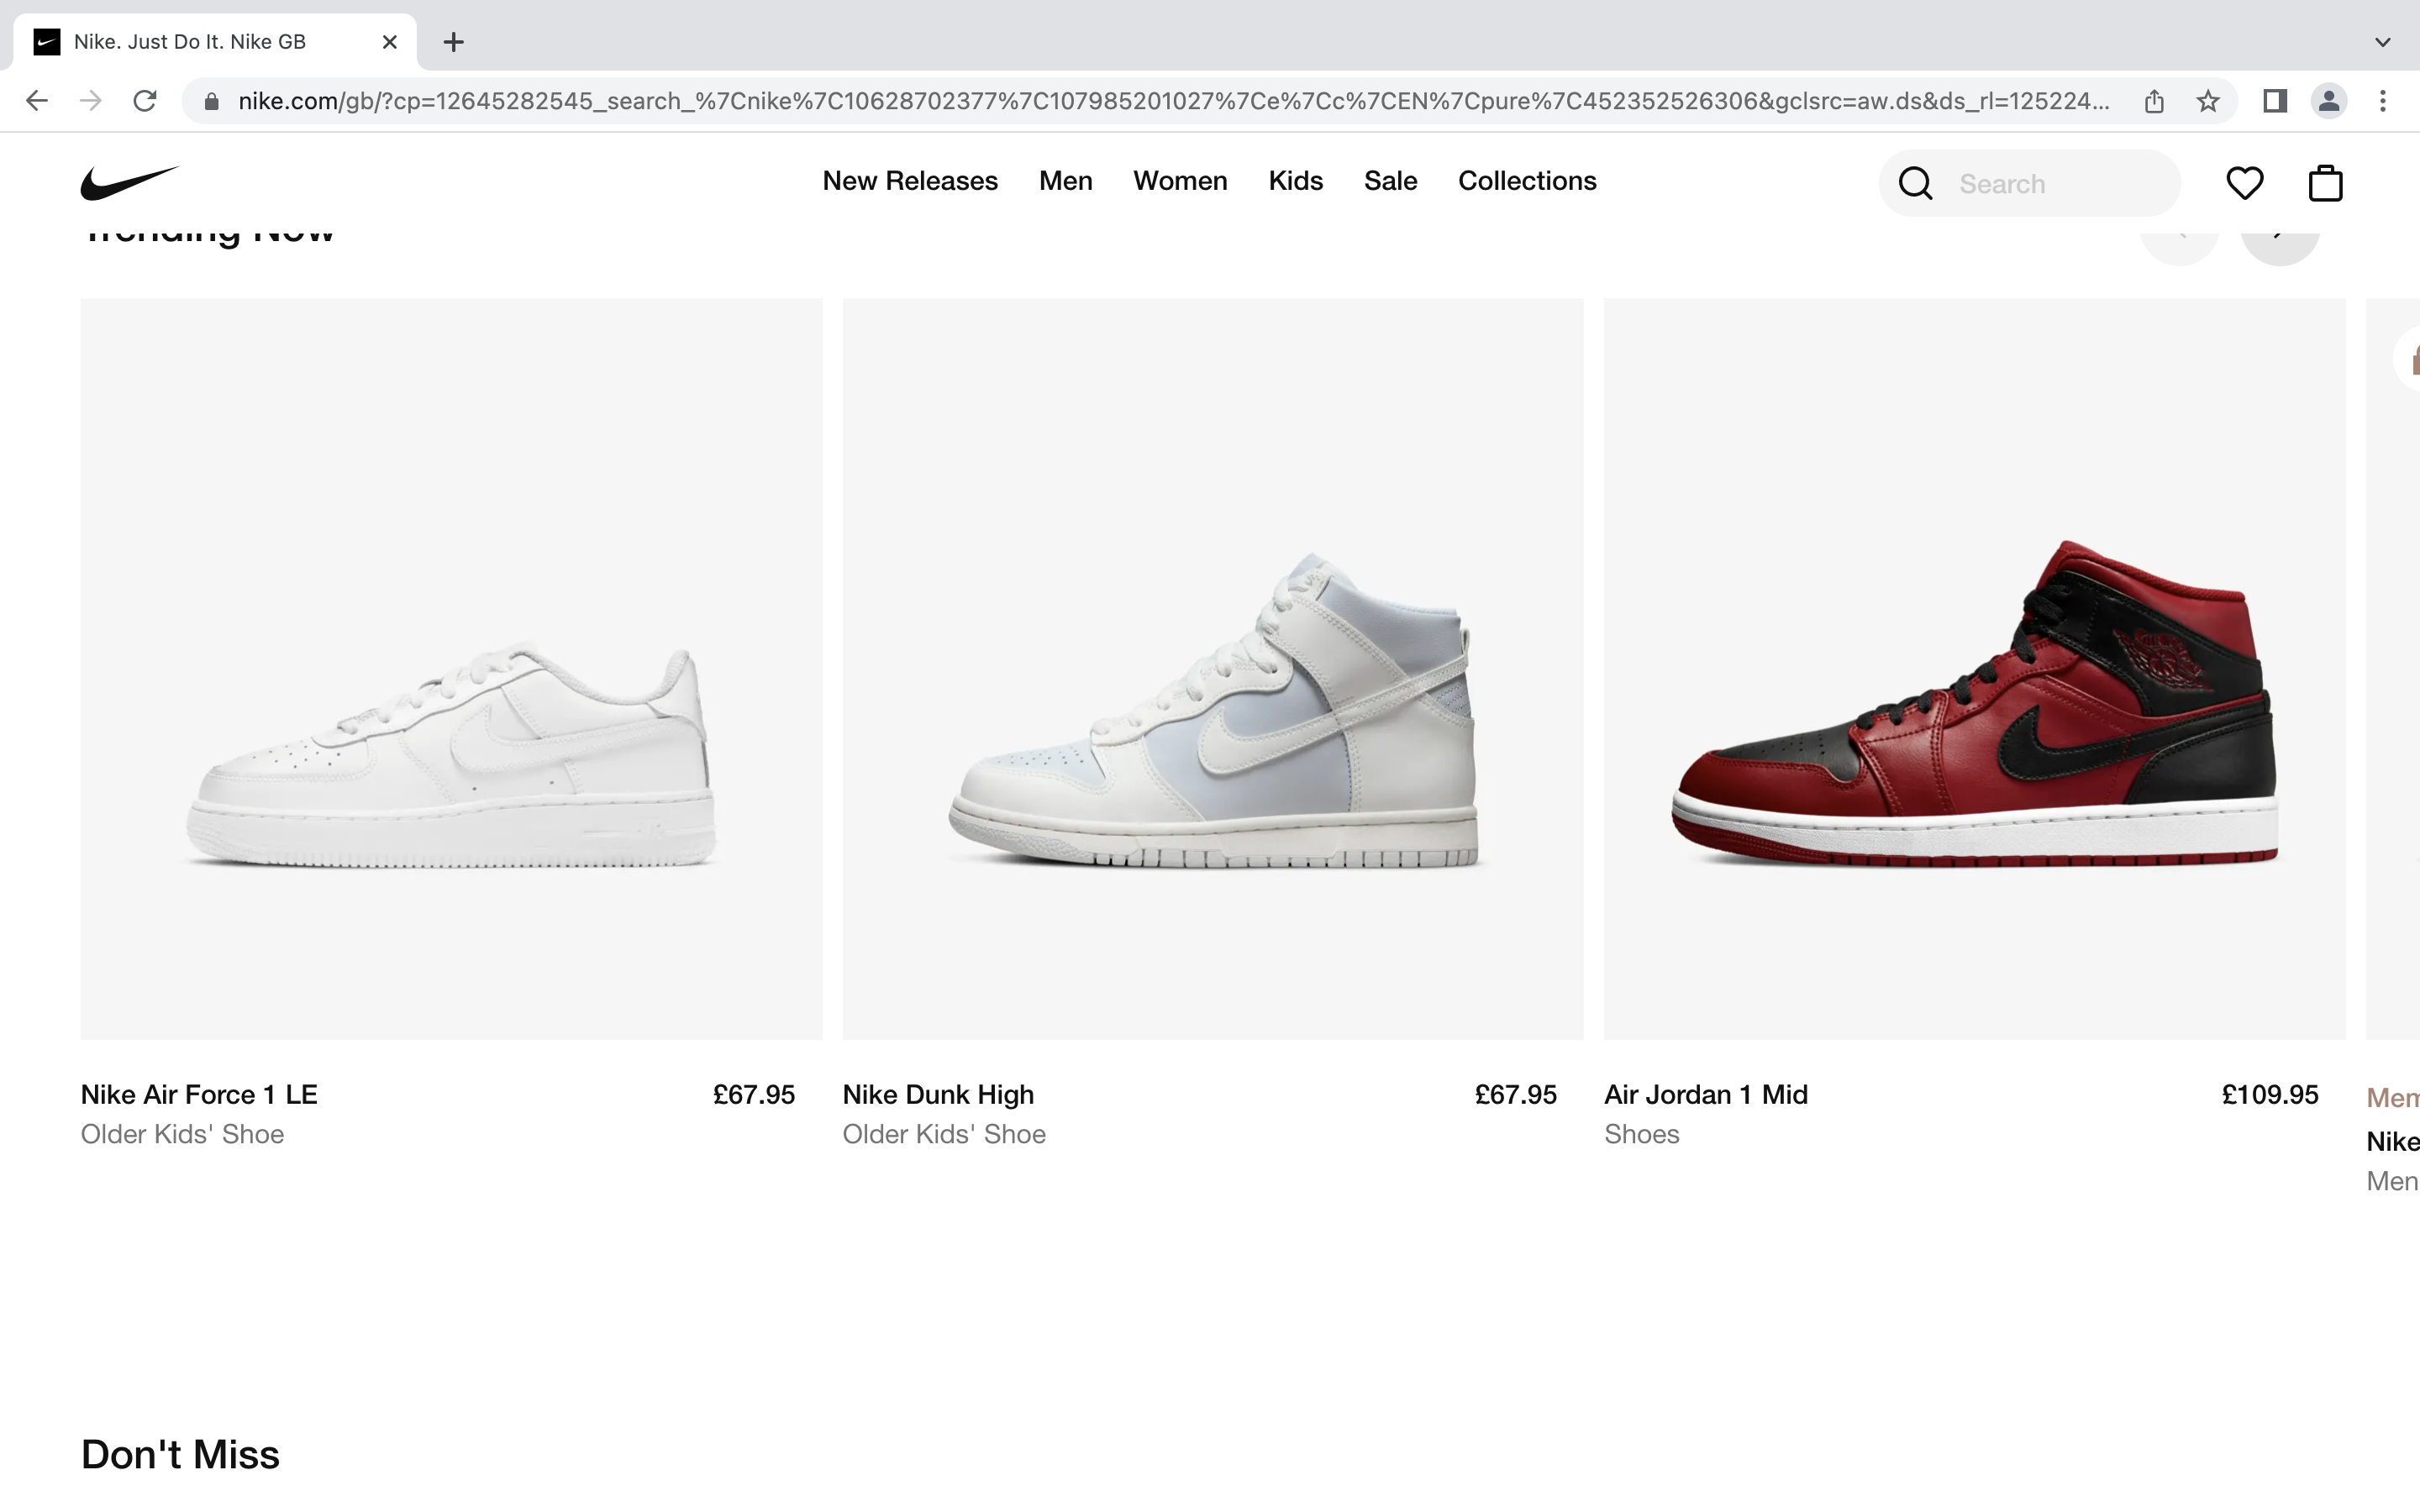 Nike. Just Do It. Nike GB
nike.com/gb/?cp=12645282545_search_%7Cnike%7C10628702377%7C107985201027%7Ce%7Cc%7CEN%7Cpure%7C452352526306&gclsrc=aw.ds&ds_rl=125224...
New Releases Men Women Kids Sale Collections Search
Trending Now
Nike Air Force 1 LE £67.95
Older Kids' Shoe
Nike Dunk High £67.95
Older Kids' Shoe
Air Jordan 1 Mid £109.95
Shoes
Mem
Nike
Men
Don't Miss